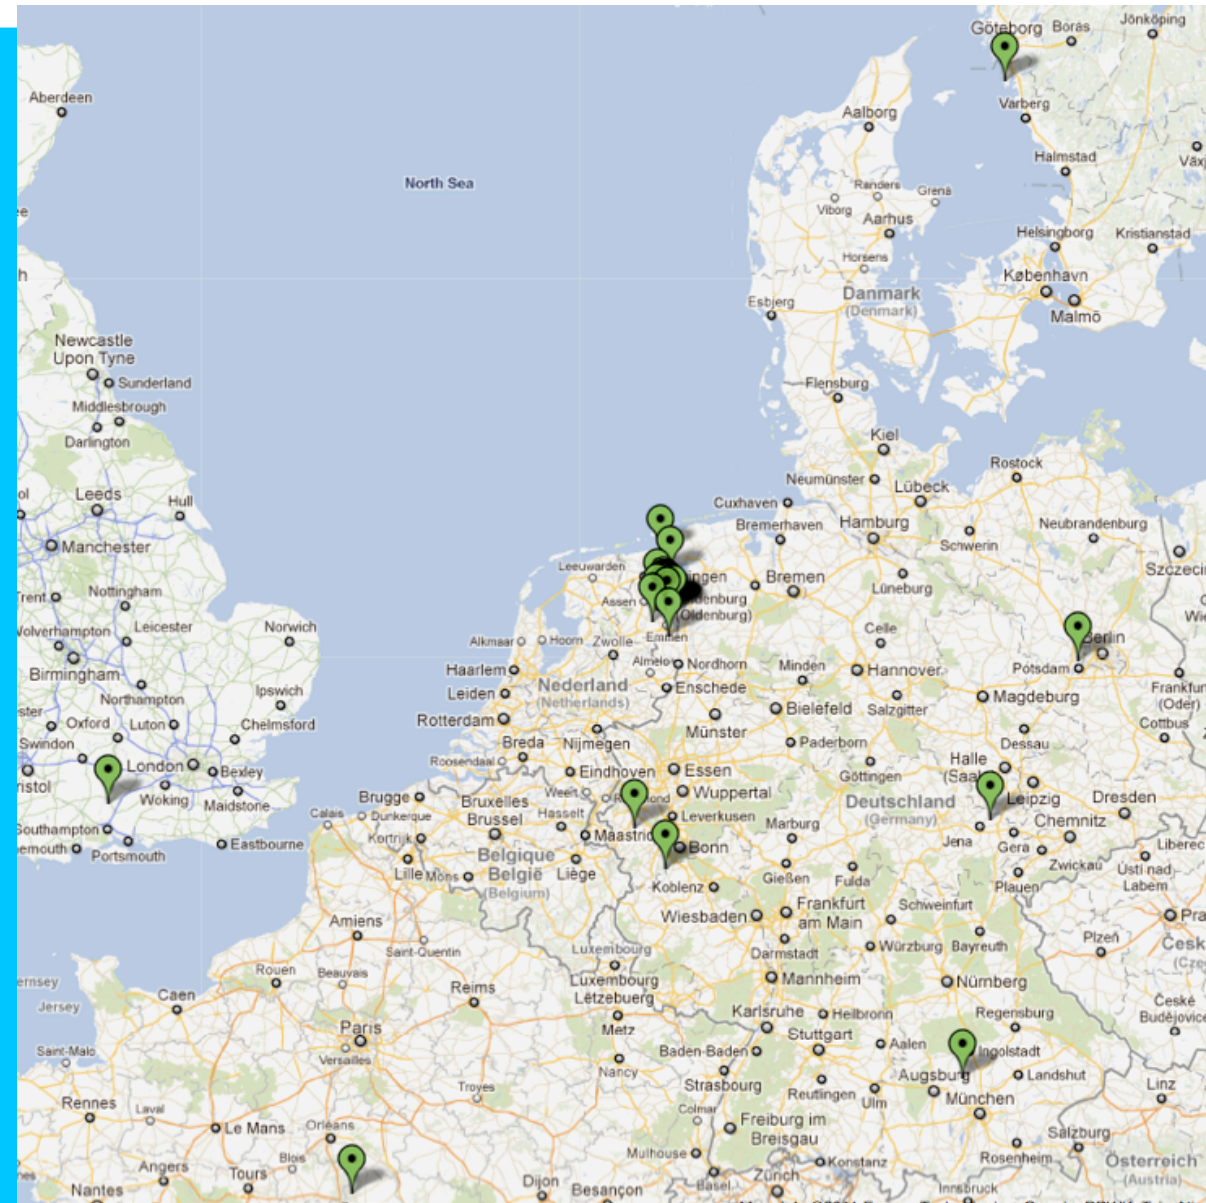 Göteborg
Borås
Jönköping
Aberdeen
Varberg
Aalborg
Halmstad
North Sea
Randers
Grenå
Viborg
Aarhus
Helsingborg
Kristianstad
Horsens
København
Danmark
(Denmark)
Esbjerg
Malmö
Newcastle
Upon Tyne
Sunderland
Flensburg
Middlesbrough
Darlington
Kiel
Rostock
Neumünster
Lübeck
Leeds
Hull
Cuxhaven
Bremerhaven
Hamburg
Neubrandenburg
Manchester
Schwerin
Leeuwarden
Bremen
Lüneburg
Nottingham
Assen
(Oldenburg)
Leicester
Norwich
Celle
Berlin
Alkmaar
Hoorn
Zwolle
Emmen
Birmingham
Haarlem
Almelo
Nordhorn
Minden
Hannover
Potsdam
Northampton
Ipswich
Leiden
Nederland
(Netherlands)
Enschede
Magdeburg
Frankfurt
(Oder)
Oxford
Luton
Chelmsford
Rotterdam
Münster
Bielefeld
Salzgitter
Cottbus
Swindon
Breda
Nijmegen
Paderborn
Dessau
London
Bexley
Roosendaal
Eindhoven
Essen
Göttingen
Halle
Woking
Maidstone
Brugge
Bruxelles
Brussel
Weert
Wuppertal
Deutschland
(Germany)
Leipzig
Dresden
Calais
Dunkerque
Hasselt
Leverkusen
Southampton
Portsmouth
Eastbourne
Kortrijk
Marburg
Jena
Gera
Chemnitz
Belgique
België
(Belgium)
Bonn
Zwickau
Ústí nad
Labem
Lille
Mons
Liège
Koblenz
Gießen
Fulda
Plauen
Schweinfurt
Amiens
Wiesbaden
Frankfurt
am Main
Saint-Quentin
Luxembourg
Darmstadt
Würzburg
Bayreuth
Plzeň
Rouen
Beauvais
Luxembourg
Lëtzebuerg
Mannheim
Nürnberg
Jersey
Caen
Reims
Karlsruhe
Heilbronn
Regensburg
České
Paris
Metz
Stuttgart
Saint-Malo
Versailles
Nancy
Baden-Baden
Aalen
Ingolstadt
Strasbourg
Augsburg
Landshut
Troyes
Reutlingen
Ulm
München
Linz
Rennes
Laval
Le Mans
Orléans
Colmar
Freiburg im
Breisgau
Salzburg
Blois
Mulhouse
Konstanz
Rosenheim
Österreich
(Austria)
Angers
Tours
Dijon
Besançon
Basel
Zürich
Innsbruck
Nantes